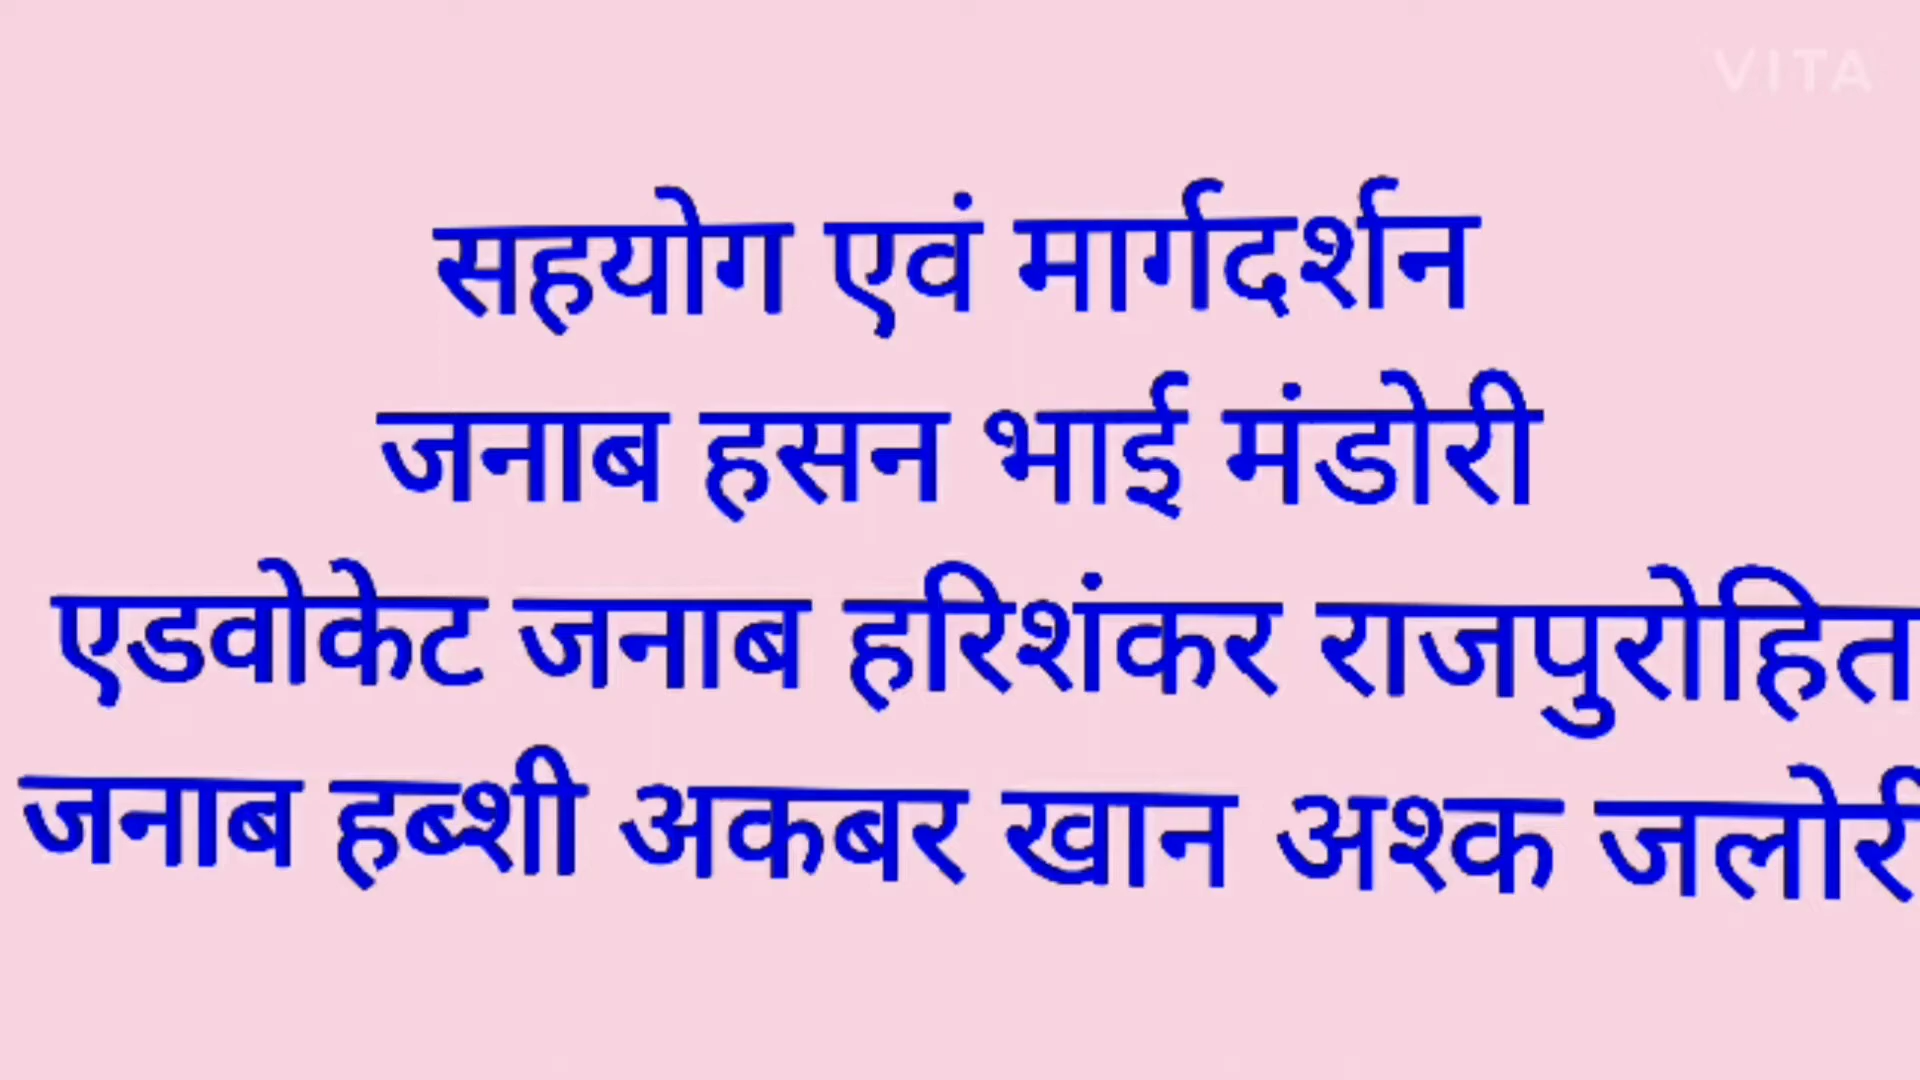 VITA
सहयोग एवं मार्गदर्शन
जनाब हसन भाई मंडोरी
एडवोकेट जनाब हरिशंकर राजपुरोहित
जनाब हब्शी अकबर खान अश्क जलोरी